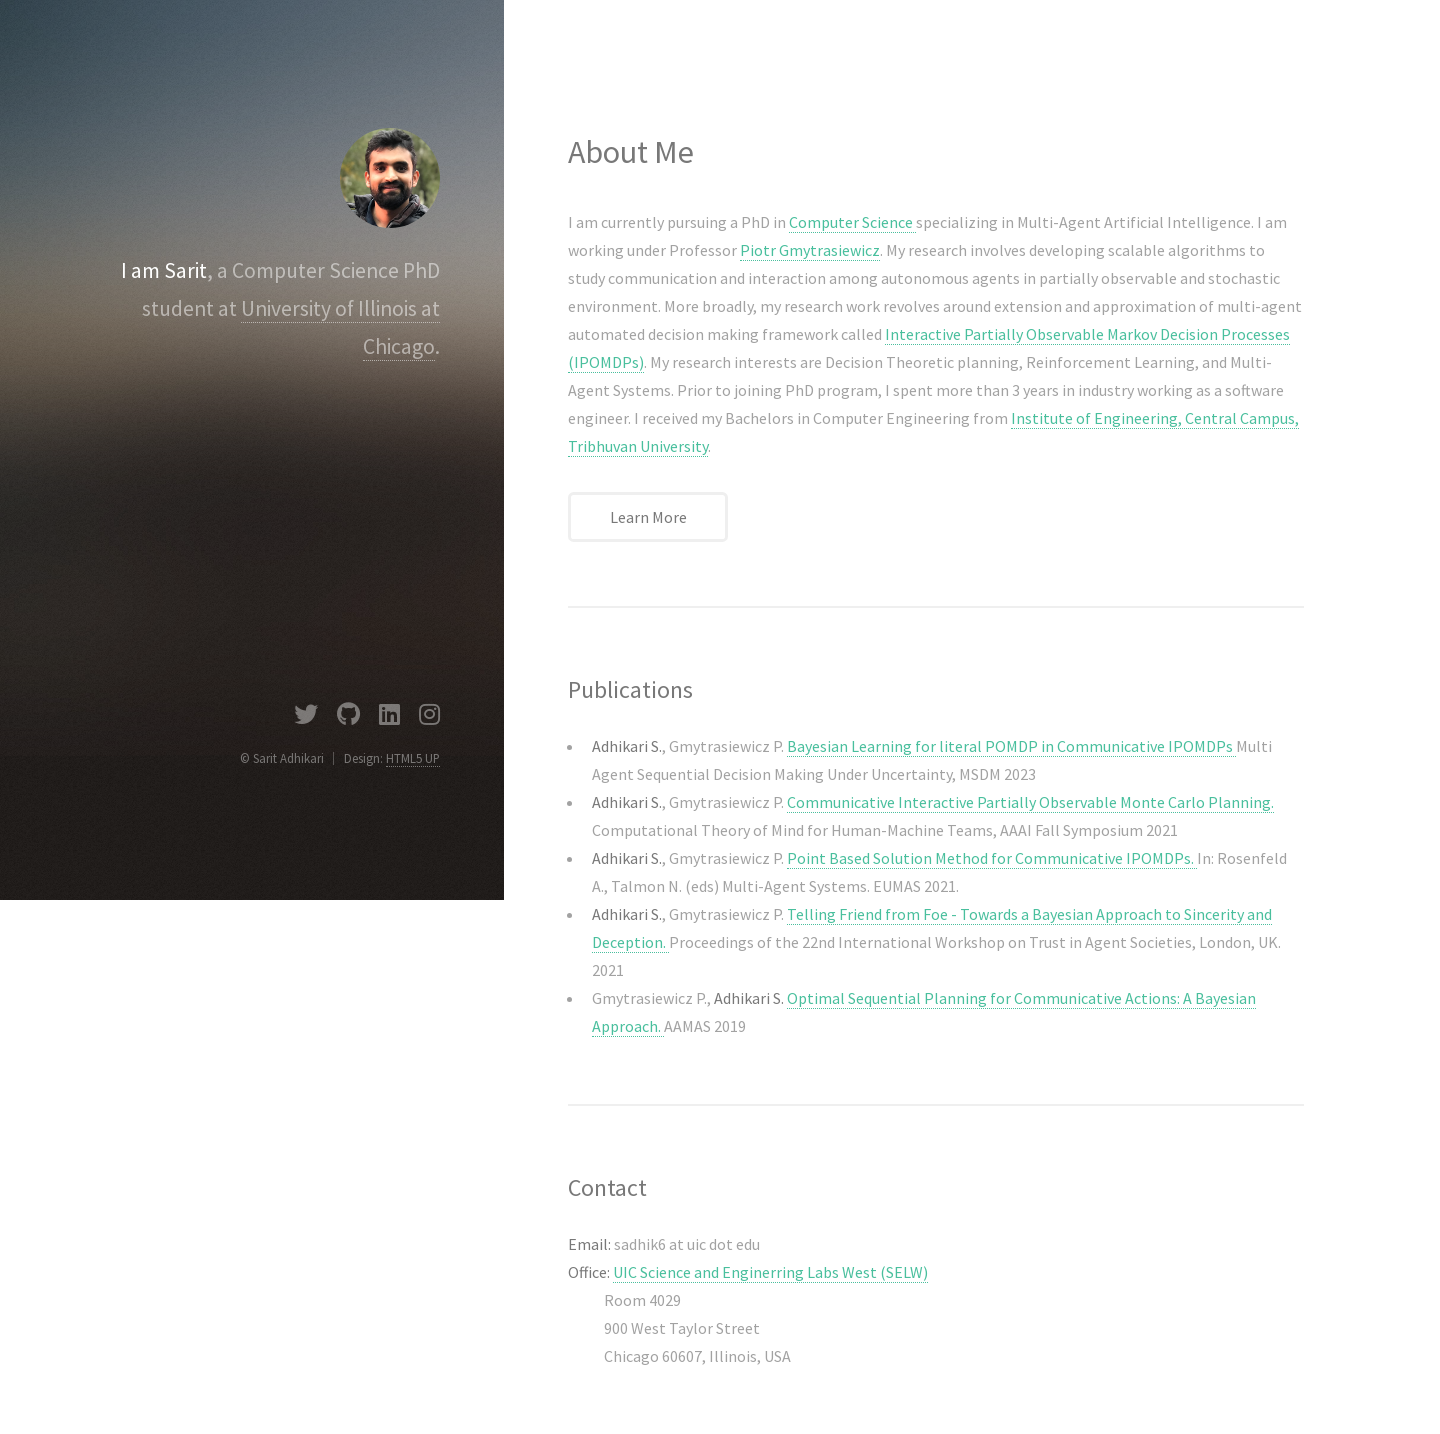 I am Sarit, a Computer Science PhD
student at University of Illinois at
Chicago.
© Sarit Adhikari | Design: HTML5 UP
About Me
I am currently pursuing a PhD in Computer Science specializing in Multi-Agent Artificial Intelligence. I am
working under Professor Piotr Gmytrasiewicz. My research involves developing scalable algorithms to
study communication and interaction among autonomous agents in partially observable and stochastic
environment. More broadly, my research work revolves around extension and approximation of multi-agent
automated decision making framework called Interactive Partially Observable Markov Decision Processes
(IPOMDPs). My research interests are Decision Theoretic planning, Reinforcement Learning, and Multi-
Agent Systems. Prior to joining PhD program, I spent more than 3 years in industry working as a software
engineer. I received my Bachelors in Computer Engineering from Institute of Engineering, Central Campus,
Tribhuvan University.
Learn More
Publications
• Adhikari S., Gmytrasiewicz P. Bayesian Learning for literal POMDP in Communicative IPOMDPs Multi
Agent Sequential Decision Making Under Uncertainty, MSDM 2023
• Adhikari S., Gmytrasiewicz P. Communicative Interactive Partially Observable Monte Carlo Planning.
Computational Theory of Mind for Human-Machine Teams, AAAI Fall Symposium 2021
• Adhikari S., Gmytrasiewicz P. Point Based Solution Method for Communicative IPOMDPs. In: Rosenfeld
A., Talmon N. (eds) Multi-Agent Systems. EUMAS 2021.
• Adhikari S., Gmytrasiewicz P. Telling Friend from Foe - Towards a Bayesian Approach to Sincerity and
Deception. Proceedings of the 22nd International Workshop on Trust in Agent Societies, London, UK.
2021
• Gmytrasiewicz P., Adhikari S. Optimal Sequential Planning for Communicative Actions: A Bayesian
Approach. AAMAS 2019
Contact
Email: sadhik6 at uic dot edu
Office: UIC Science and Enginerring Labs West (SELW)
Room 4029
900 West Taylor Street
Chicago 60607, Illinois, USA